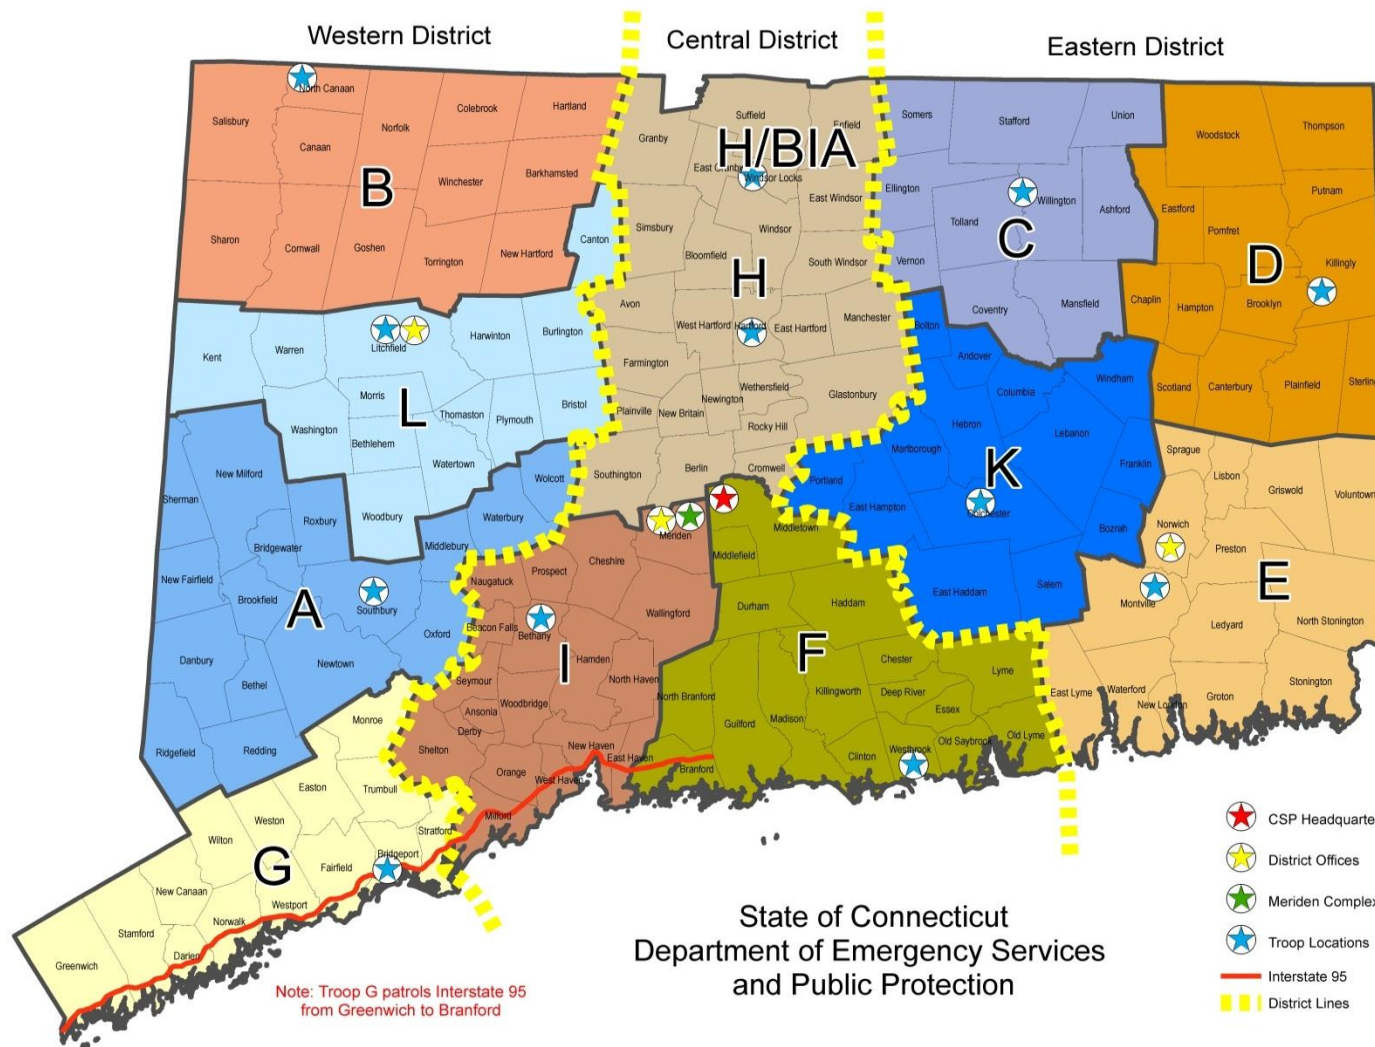 Western District
Central District
Eastern District
North Canaan
Salisbury
Canaan
Norfolk
Colebrook
Hartland
Winchester
Barkhamsted
B
Sharon
Cornwall
Goshen
Torrington
New Hartford
Canton
Granby
Suffield
Enfield
H/BIA
East Granby
Windsor Locks
East Windsor
Simsbury
Windsor
Bloomfield
South Windsor
H
Avon
West Hartford
Hartford
East Hartford
Manchester
Farmington
Wethersfield
Newington
Glastonbury
Plainville
New Britain
Rocky Hill
Southington
Berlin
Cromwell
Somers
Stafford
Union
Ellington
Willington
Tolland
Ashford
C
Vernon
Coventry
Mansfield
Woodstock
Thompson
Putnam
Eastford
Pomfret
Killingly
D
Chaplin
Hampton
Brooklyn
Scotland
Canterbury
Plainfield
Sterling
Kent
Warren
Litchfield
Harwinton
Burlington
Morris
L
Washington
Bethlehem
Thomaston
Plymouth
Bristol
Watertown
Woodbury
Bolton
Andover
Columbia
Windham
Hebron
Lebanon
Marlborough
K
Franklin
Portland
East Hampton
Colchester
Bozrah
East Haddam
Salem
New Milford
Sherman
Roxbury
Wolcott
Waterbury
Middlebury
Bridgewater
New Fairfield
Brookfield
A
Southbury
Oxford
Newtown
Danbury
Bethel
Ridgefield
Redding
Meriden
Cheshire
Prospect
Naugatuck
Wallingford
Beacon Falls
Bethany
Hamden
I
North Haven
Seymour
Woodbridge
Ansonia
Derby
Shelton
New Haven
East Haven
Orange
West Haven
Milford
Middletown
Middlefield
Durham
Haddam
F
Chester
Lyme
North Branford
Killingworth
Deep River
Guilford
Madison
Essex
Clinton
Westbrook
Old Saybrook
Old Lyme
Branford
Sprague
Lisbon
Griswold
Voluntown
Norwich
Preston
Montville
E
Ledyard
North Stonington
East Lyme
Waterford
New London
Groton
Stonington
Monroe
Easton
Trumbull
Weston
Wilton
Stratford
Bridgeport
G
Fairfield
New Canaan
Westport
Norwalk
Stamford
Darien
Greenwich
Note: Troop G patrols Interstate 95
from Greenwich to Branford
State of Connecticut
Department of Emergency Services
and Public Protection
CSP Headquarte
District Offices
Meriden Complex
Troop Locations
Interstate 95
District Lines